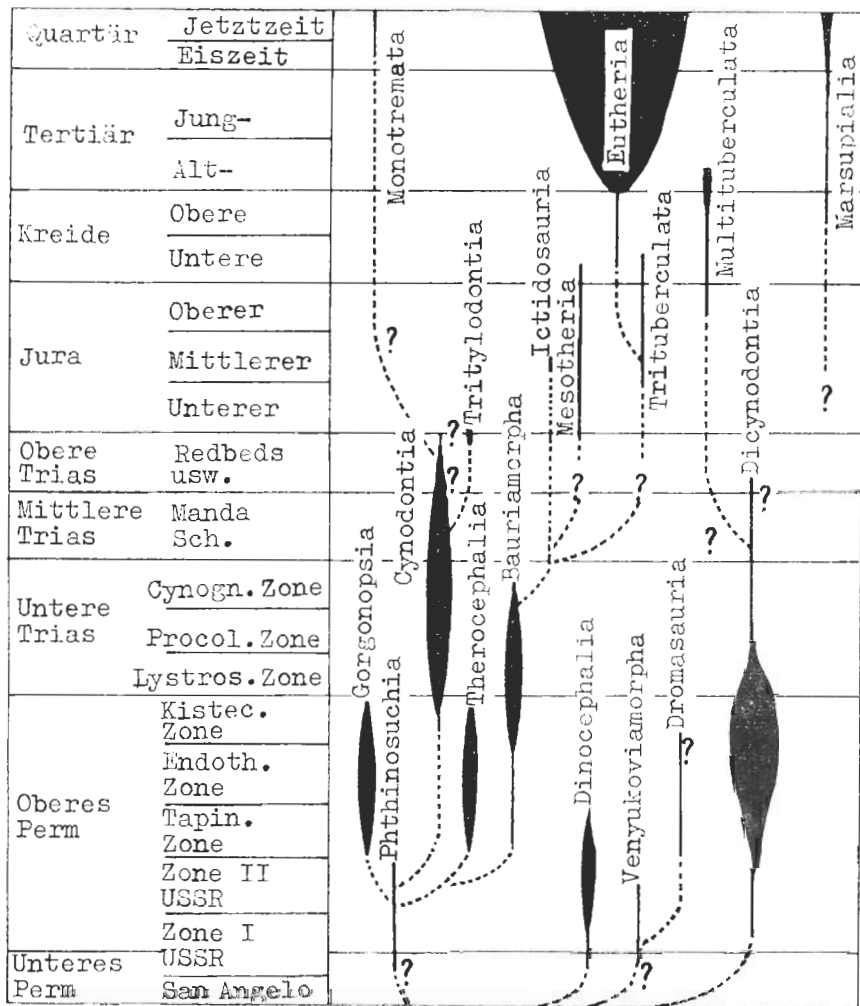 Quartär
Jetztzeit
Eiszeit
Tertiär
Jung-
Alt-
Kreide
Obere
Untere
Jura
Oberer
Mittlerer
Unterer
Obere
Trias
Redbeds
usw.
Mittlere
Trias
Manda
Sch.
Untere
Trias
Cynogn. Zone
Procol. Zone
Lystros. Zone
Oberes
Perm
Kistec.
Zone
Endoth.
Zone
Tapin.
Zone
Zone II
USSR
Zone I
USSR
Unteres
Perm
San Angelo
Monotremata
Eutheria
Multituberculata
Marsupialia
Ictidosauria
Trituberculata
Mesotheria
Tritylodontia
Dicynodontia
Cynodontia
Bauriamorpha
Gorgonopsia
Therocephalia
Phthinosuchia
Dinocephalia
Venyukoviamorpha
Dromasauria
?
?
?
?
?
?
?
?
?
?
?